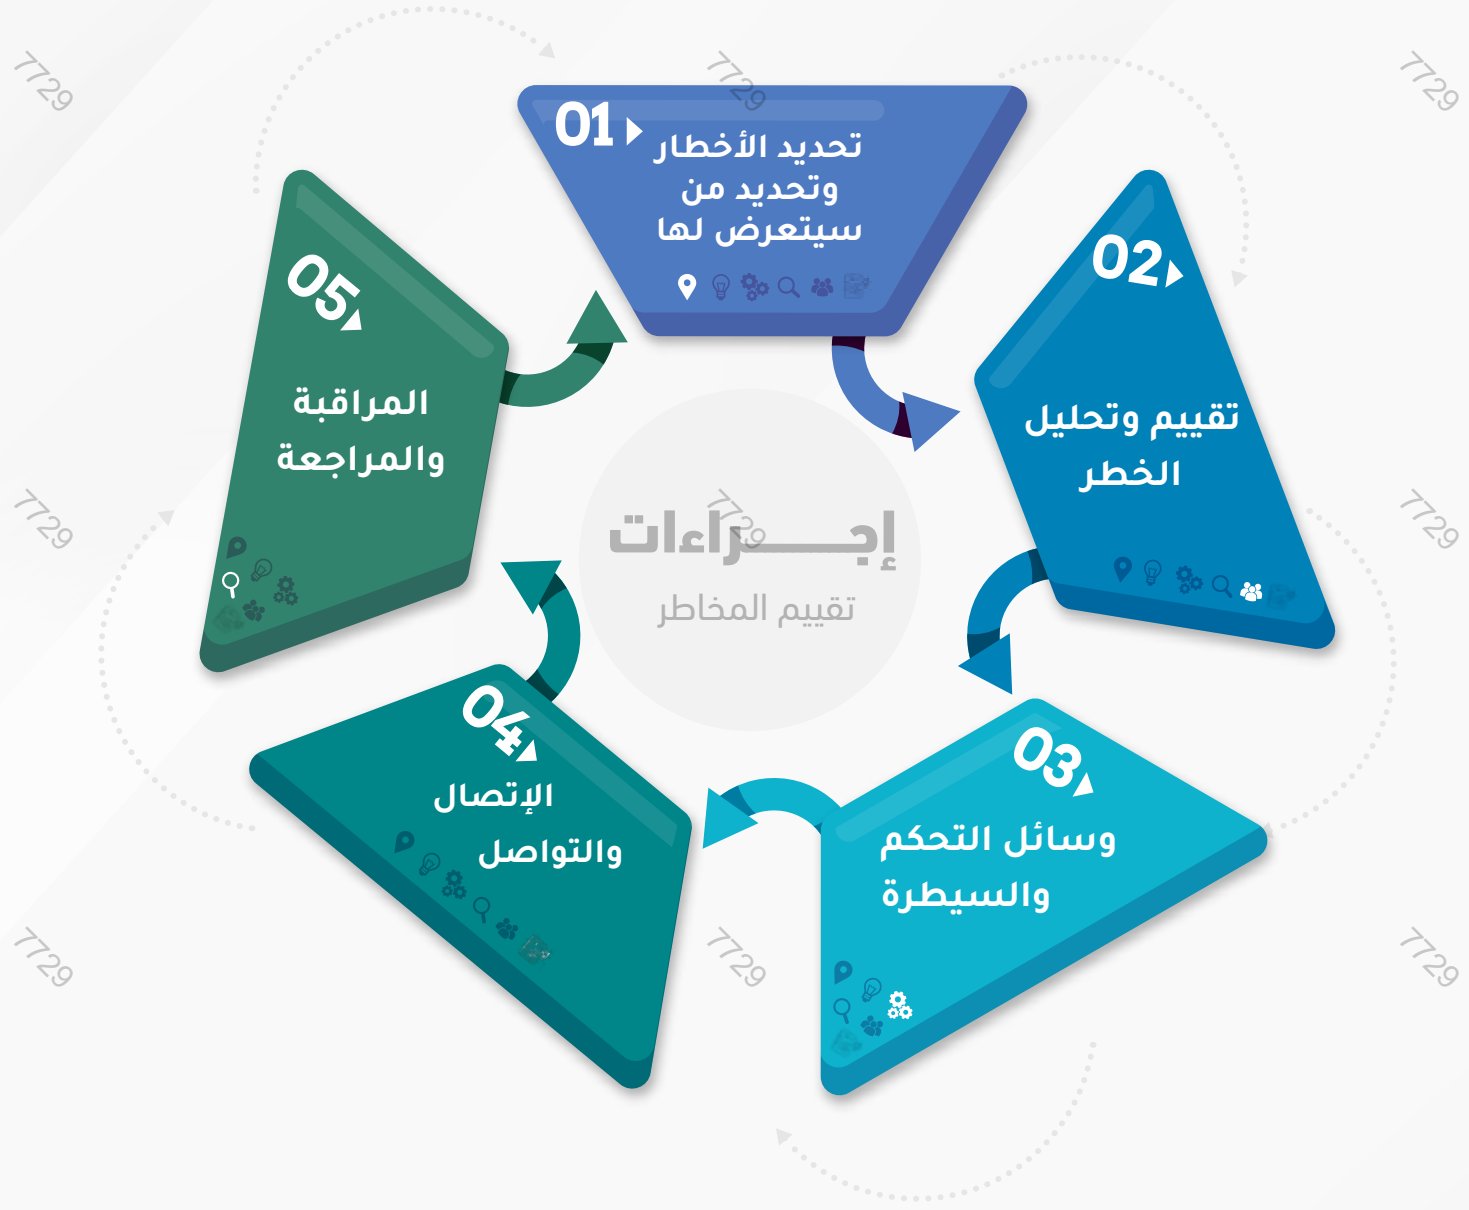 7729
7729
7729
01
تحديد الأخطار
وتحديد من
سيتعرض لها
02
تقييم وتحليل
الخطر
03
وسائل التحكم
والسيطرة
04
الإتصال
والتواصل
05
المراقبة
والمراجعة
إجـــــراءات
تقييم المخاطر
7729
7729
7729
7729
7729
7729